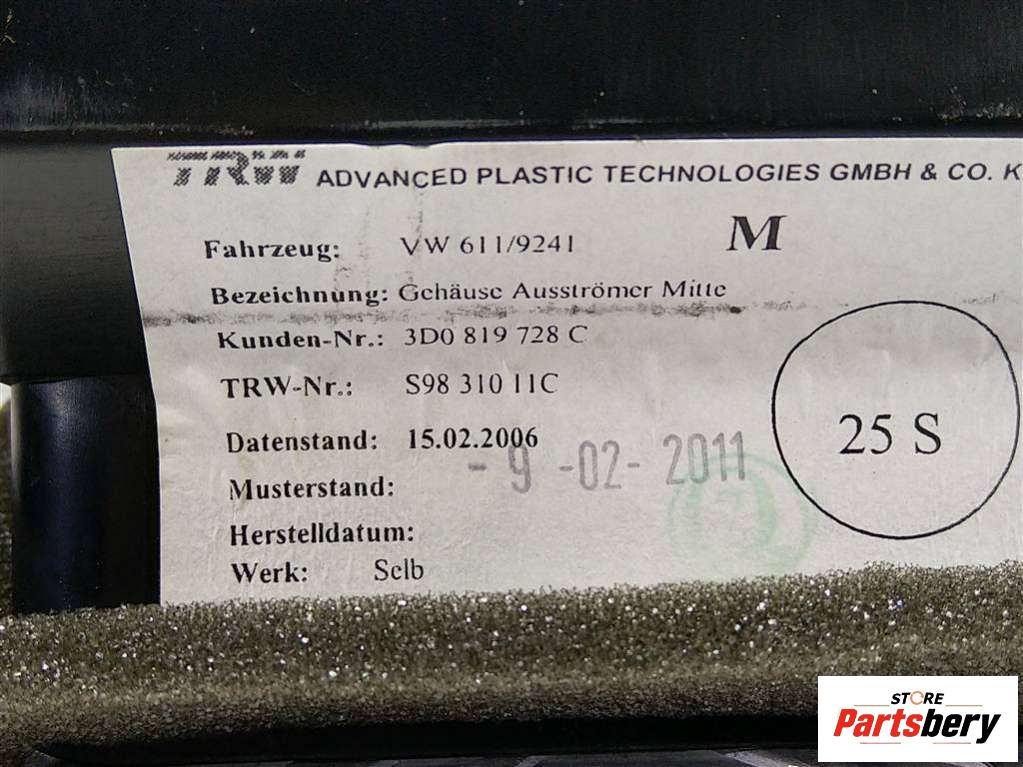 TRW ADVANCED PLASTIC TECHNOLOGIES GMBH & CO. K
M
Fahrzeug: VW 611/9241
Bezeichnung: Gehäuse Ausströmer Mitte
Kunden-Nr.: 3D0 819 728 C
TRW-Nr.: S98 310 11C
25 S
Datenstand: 15.02.2006
- 9 -02- 2011
Musterstand:
Herstelldatum:
Werk: Selb
STORE
Partsbery